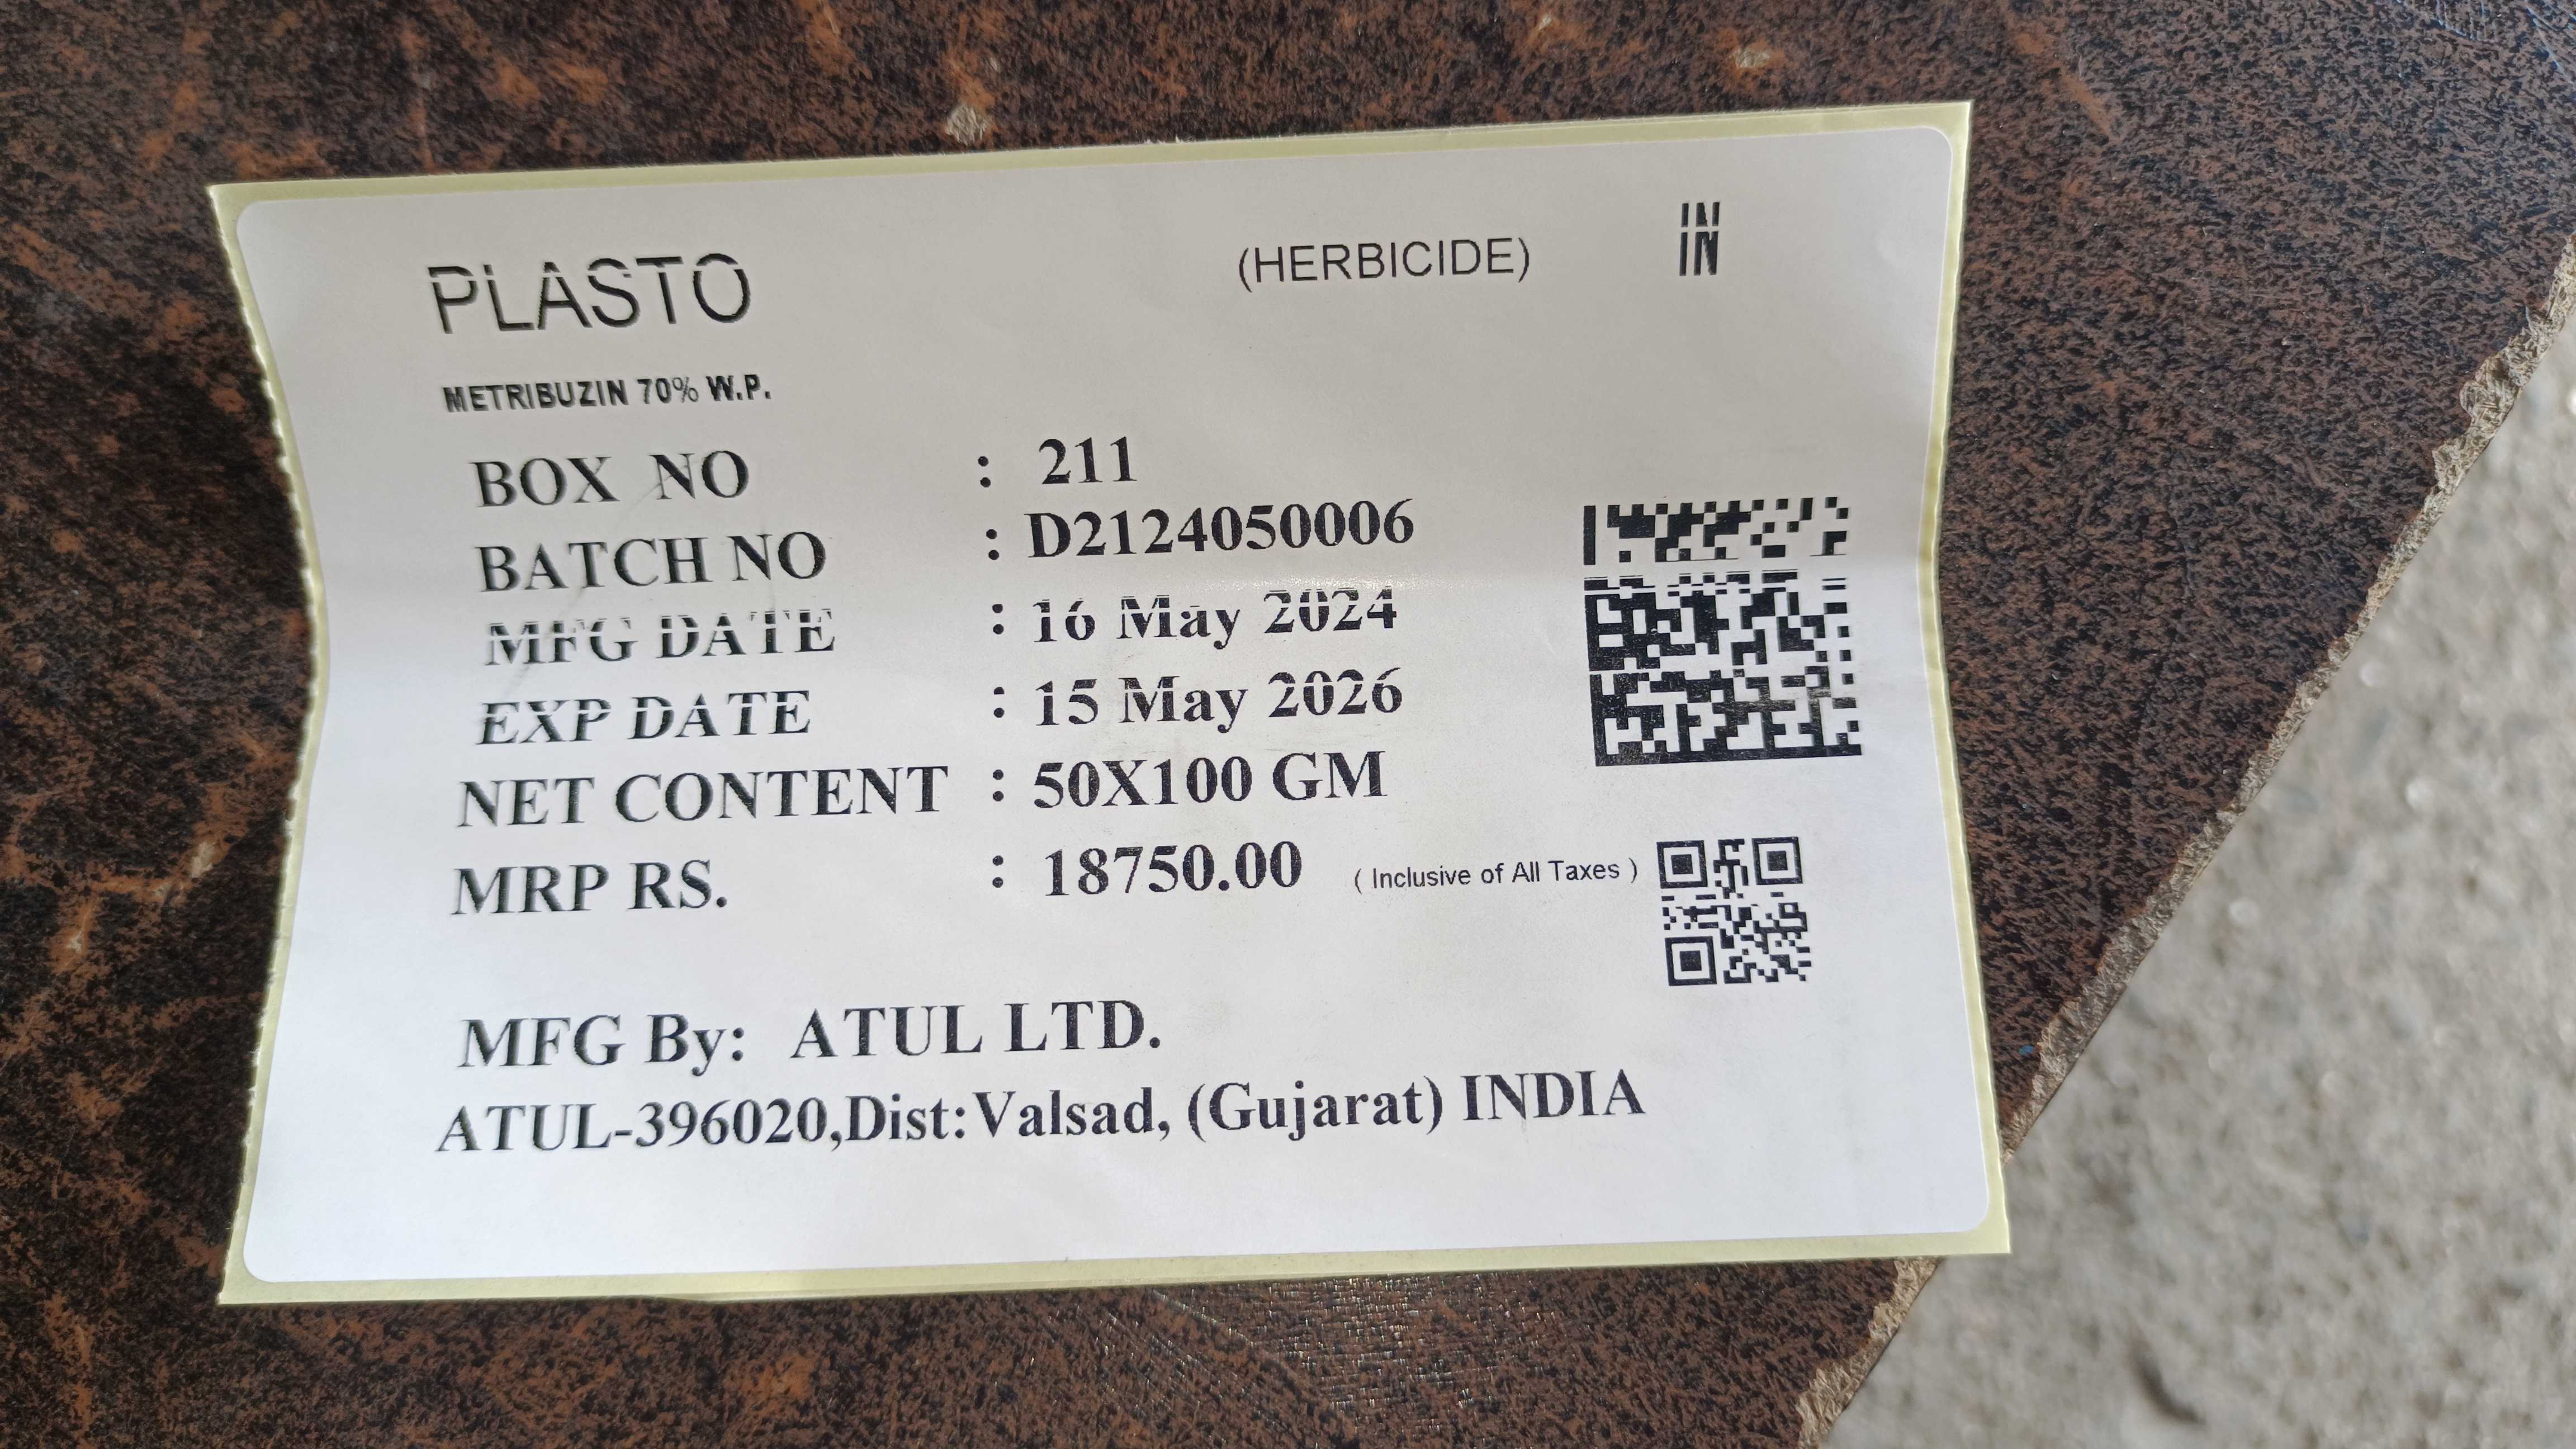 PLASTO (HERBICIDE) IN
METRIBUZIN 70% W.P.
BOX NO : 211
BATCH NO : D2124050006
MFG DATE : 16 May 2024
EXP DATE : 15 May 2026
NET CONTENT : 50X100 GM
MRP RS. : 18750.00 ( Inclusive of All Taxes )
MFG By: ATUL LTD.
ATUL-396020,Dist:Valsad, (Gujarat) INDIA